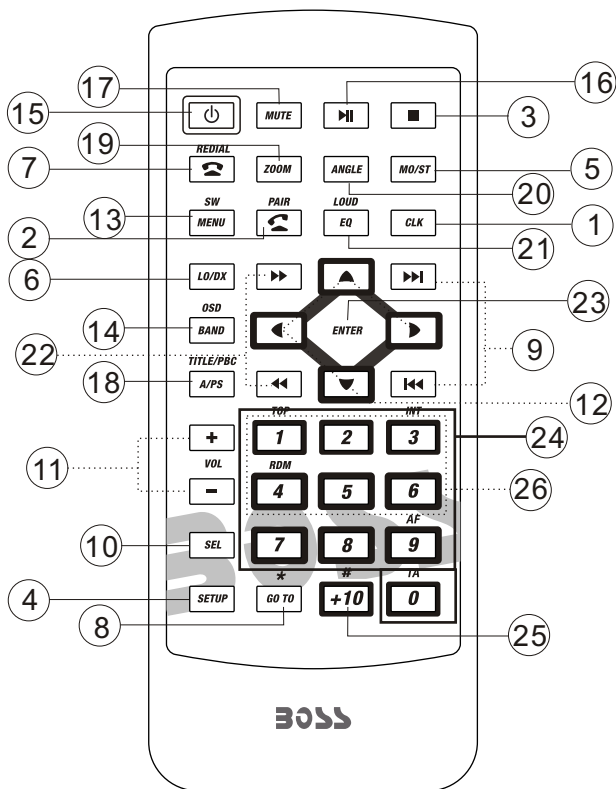 17 16
15 MUTE 3
19 REDIAL
7 ZOOM ANGLE MO/ST 5
20
SW PAIR LOUD
13 MENU EQ CLK 1
2 21
6 LO/DX
23
OSD
14 BAND ENTER
22 9
TITLE/PBC
18 A/PS
12
TOP INT
+ 1 2 3 24
11 VOL RDM
- 4 5 6 26
AF
10 SEL 7 8 9
* # TA
4 SETUP GO TO +10 0
8 25
BOSS
BOSS